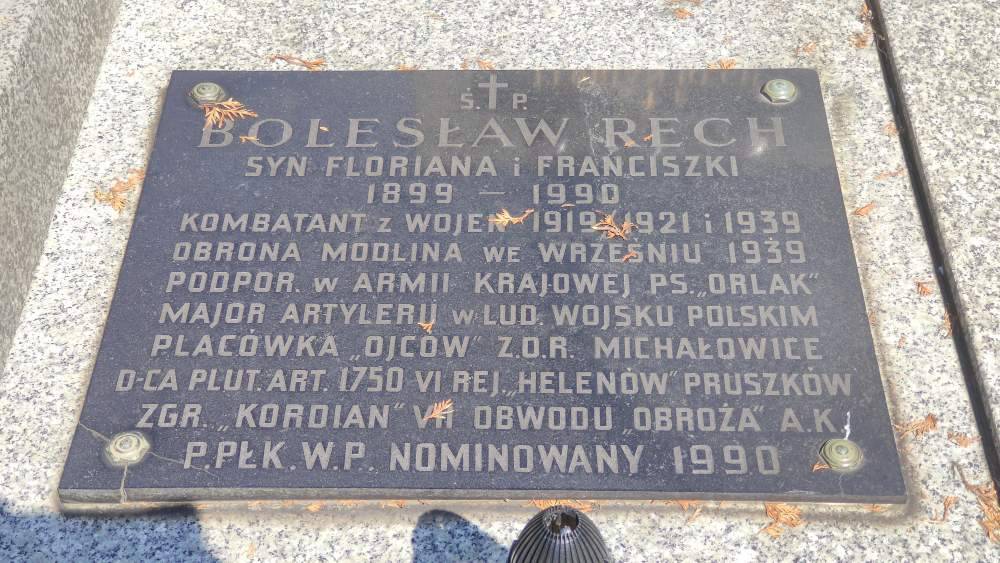 Ś. P.
BOLESŁAW RECH
SYN FLORIANA i FRANCISZKI
1899 — 1990
KOMBATANT z WOJEN 1919 - 1921 i 1939
OBRONA MODLINA WE WRZEŚNIU 1939
PODPOR. w ARMII KRAJOWEJ PS. „ORLAK"
MAJOR ARTYLERII w LUD. WOJSKU POLSKIM
PLACÓWKA „OJCÓW" Z.O.R. MICHAŁOWICE
D-CA PLUT. ART. 1750 VI REJ. „HELENÓW" PRUSZKÓW
ZGR. „KORDIAN" VII OBWODU „OBROŻA" A.K.
P.PŁK. W.P. NOMINOWANY 1990